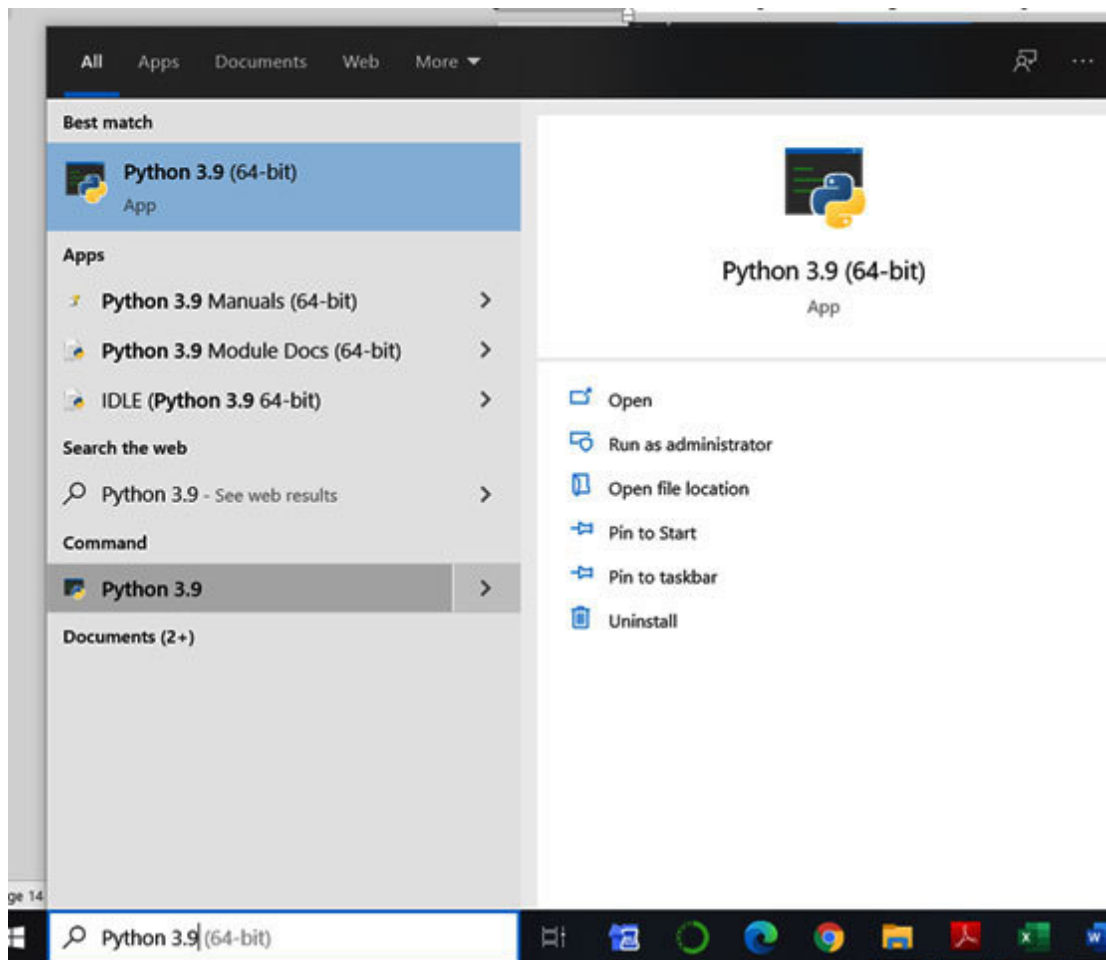 All Apps Documents Web More
Best match
Python 3.9 (64-bit)
App
Apps
Python 3.9 Manuals (64-bit)
Python 3.9 Module Docs (64-bit)
IDLE (Python 3.9 64-bit)
Search the web
Python 3.9 - See web results
Command
Python 3.9
Documents (2+)
Python 3.9 (64-bit)
App
Open
Run as administrator
Open file location
Pin to Start
Pin to taskbar
Uninstall
ge 14
Python 3.9 (64-bit)